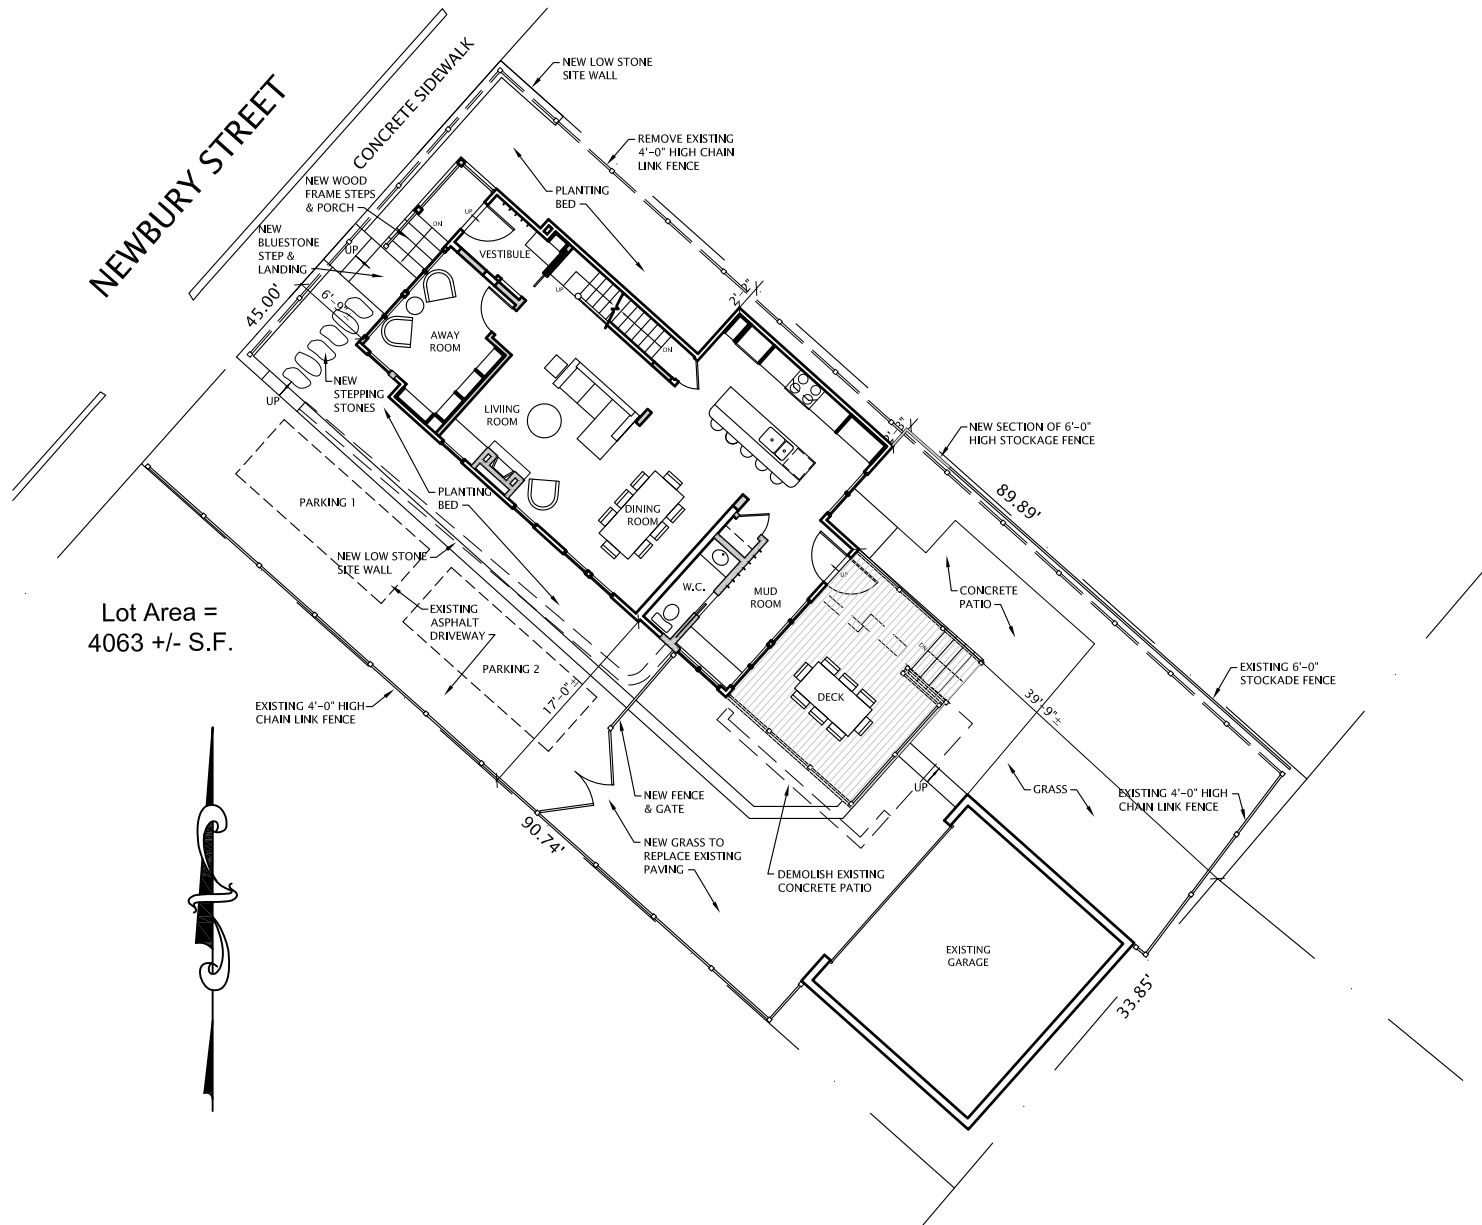 NEWBURY STREET
CONCRETE SIDEWALK
NEW LOW STONE
SITE WALL
REMOVE EXISTING
4'-0" HIGH CHAIN
LINK FENCE
NEW WOOD
FRAME STEPS
& PORCH
PLANTING
BED
NEW
BLUESTONE
STEP &
LANDING
UP
DN
UP
VESTIBULE
45.00'
6'-9"
2'-2"
UP
AWAY
ROOM
DN
NEW
STEPPING
STONES
UP
LIVING
ROOM
NEW SECTION OF 6'-0"
HIGH STOCKAGE FENCE
89.89'
PARKING 1
PLANTING
BED
DINING
ROOM
NEW LOW STONE
SITE WALL
W.C.
MUD
ROOM
UP
CONCRETE
PATIO
Lot Area =
4063 +/- S.F.
EXISTING
ASPHALT
DRIVEWAY
DN
PARKING 2
EXISTING 6'-0"
STOCKADE FENCE
17'-0"±
DECK
39'-9"±
EXISTING 4'-0" HIGH
CHAIN LINK FENCE
UP
GRASS
NEW FENCE
& GATE
EXISTING 4'-0" HIGH
CHAIN LINK FENCE
90.74'
NEW GRASS TO
REPLACE EXISTING
PAVING
DEMOLISH EXISTING
CONCRETE PATIO
EXISTING
GARAGE
33.85'